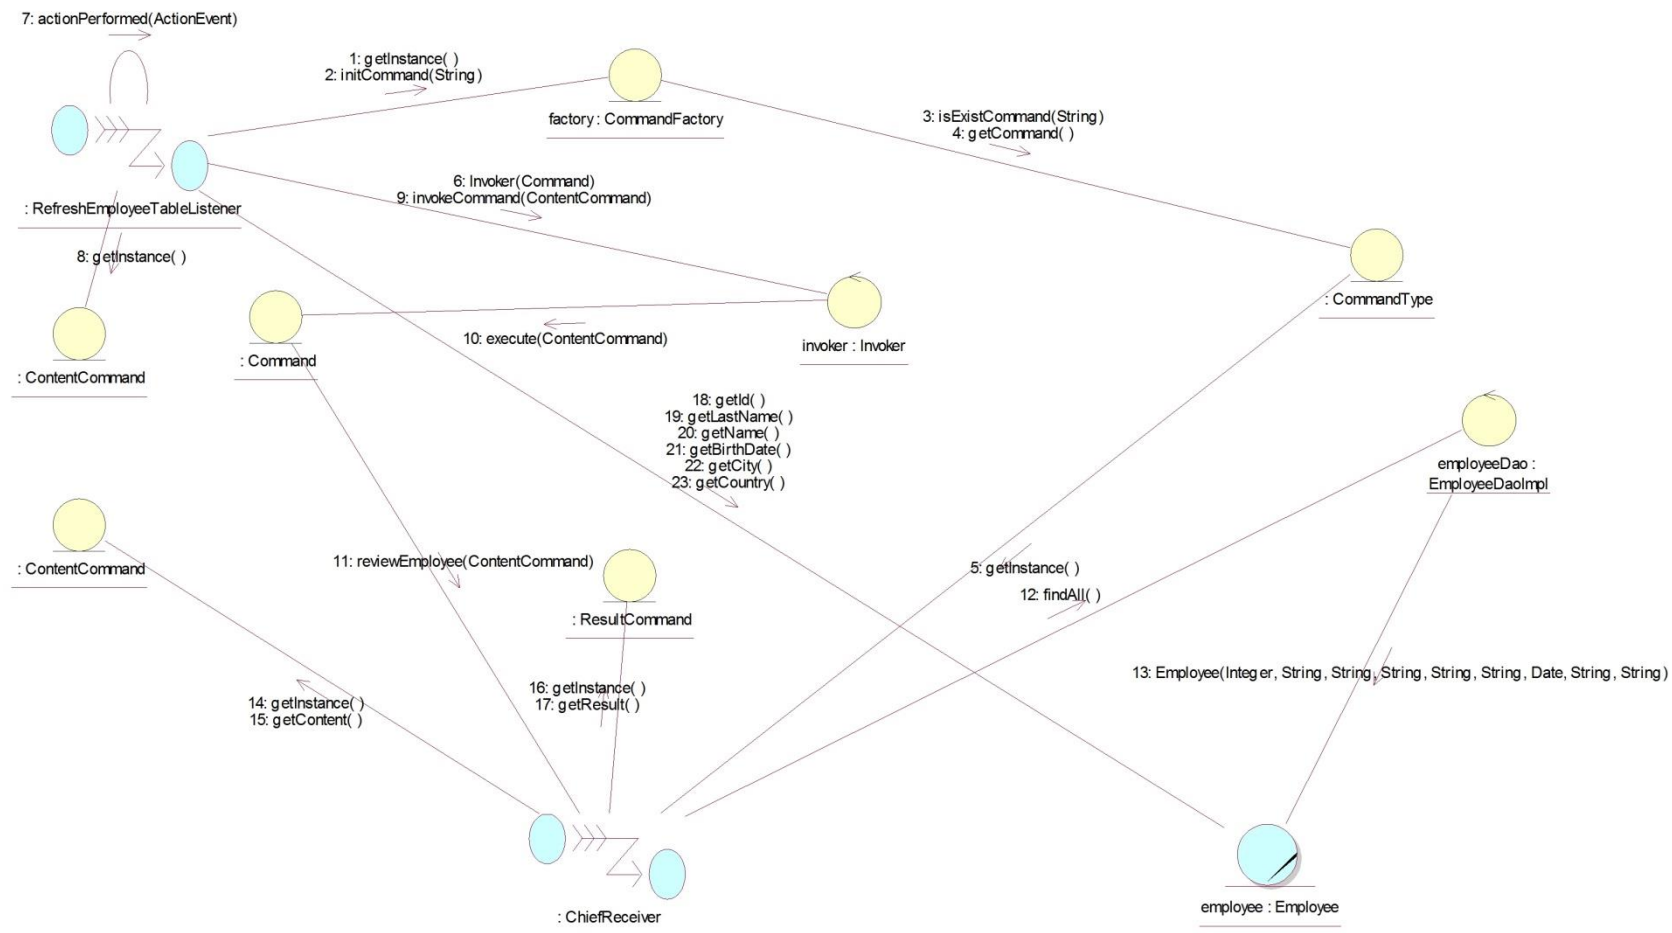 7: actionPerformed(ActionEvent)
1: getInstance( )
2: initCommand(String)
factory : CommandFactory
3: isExistCommand(String)
4: getCommand( )
6: Invoker(Command)
9: invokeCommand(ContentCommand)
: RefreshEmployeeTableListener
8: getInstance( )
: CommandType
10: execute(ContentCommand)
invoker : Invoker
: Command
: ContentCommand
18: getId( )
19: getLastName( )
20: getName( )
21: getBirthDate( )
22: getCity( )
23: getCountry( )
employeeDao :
EmployeeDaoImpl
11: reviewEmployee(ContentCommand)
: ContentCommand
5: getInstance( )
12: findAll( )
: ResultCommand
13: Employee(Integer, String, String, String, String, String, Date, String, String)
16: getInstance( )
17: getResult( )
14: getInstance( )
15: getContent( )
: ChiefReceiver
employee : Employee